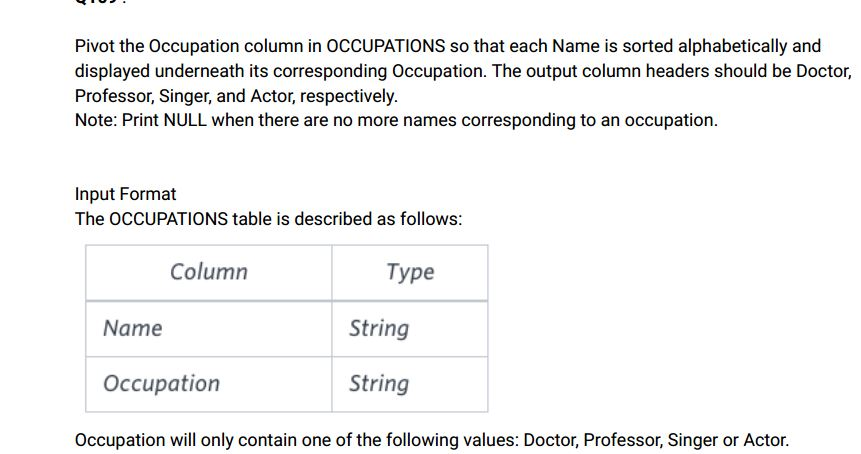 Pivot the Occupation column in OCCUPATIONS so that each Name is sorted alphabetically and
displayed underneath its corresponding Occupation. The output column headers should be Doctor,
Professor, Singer, and Actor, respectively.
Note: Print NULL when there are no more names corresponding to an occupation.
Input Format
The OCCUPATIONS table is described as follows:
Column Type
Name String
Occupation String
Occupation will only contain one of the following values: Doctor, Professor, Singer or Actor.